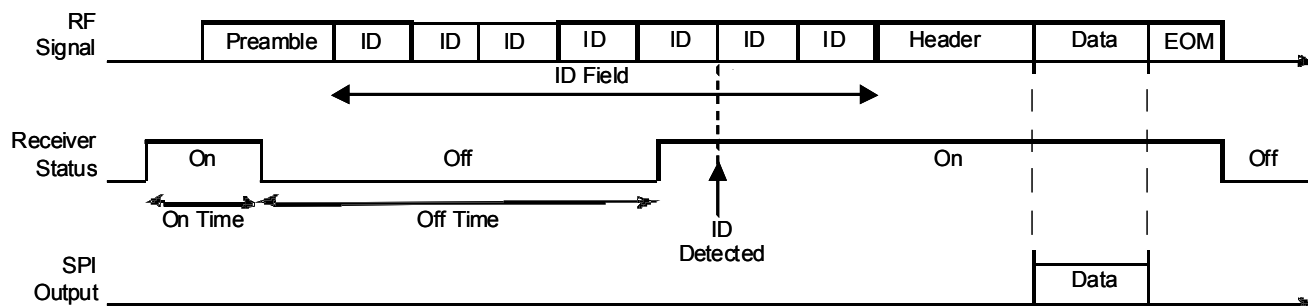 RF
Signal
Preamble ID ID ID ID ID ID ID Header Data EOM
ID Field
Receiver
Status
On Off On Off
On Time Off Time
ID
Detected
SPI
Output
Data